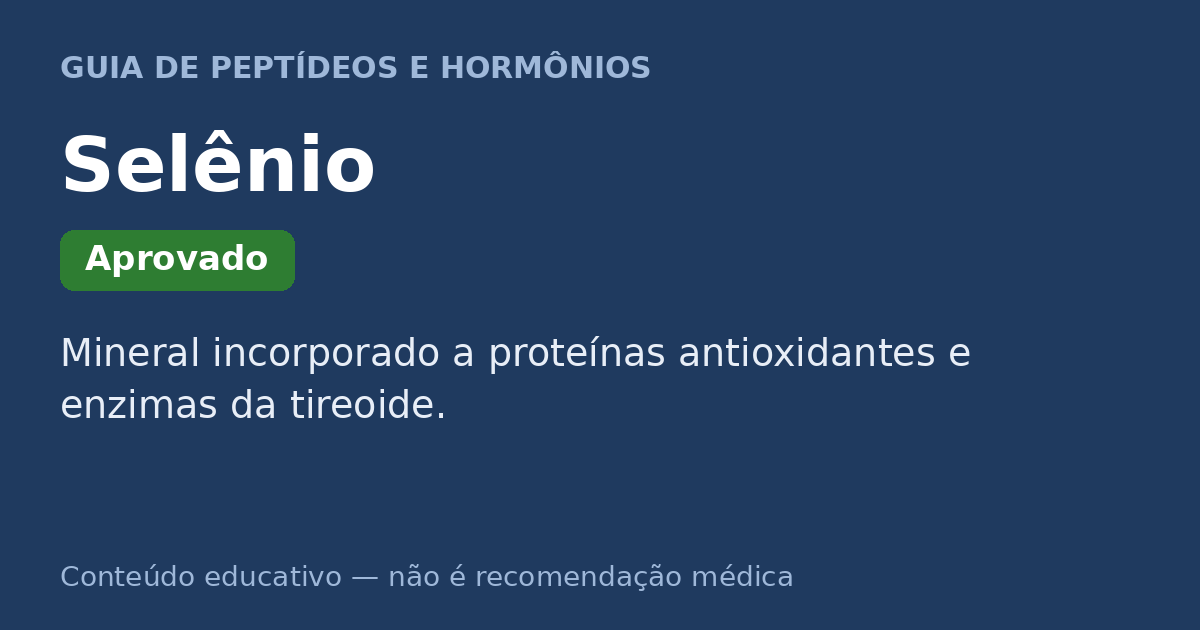 GUIA DE PEPTÍDEOS E HORMÔNIOS
Selênio
Aprovado
Mineral incorporado a proteínas antioxidantes e
enzimas da tireoide.
Conteúdo educativo — não é recomendação médica